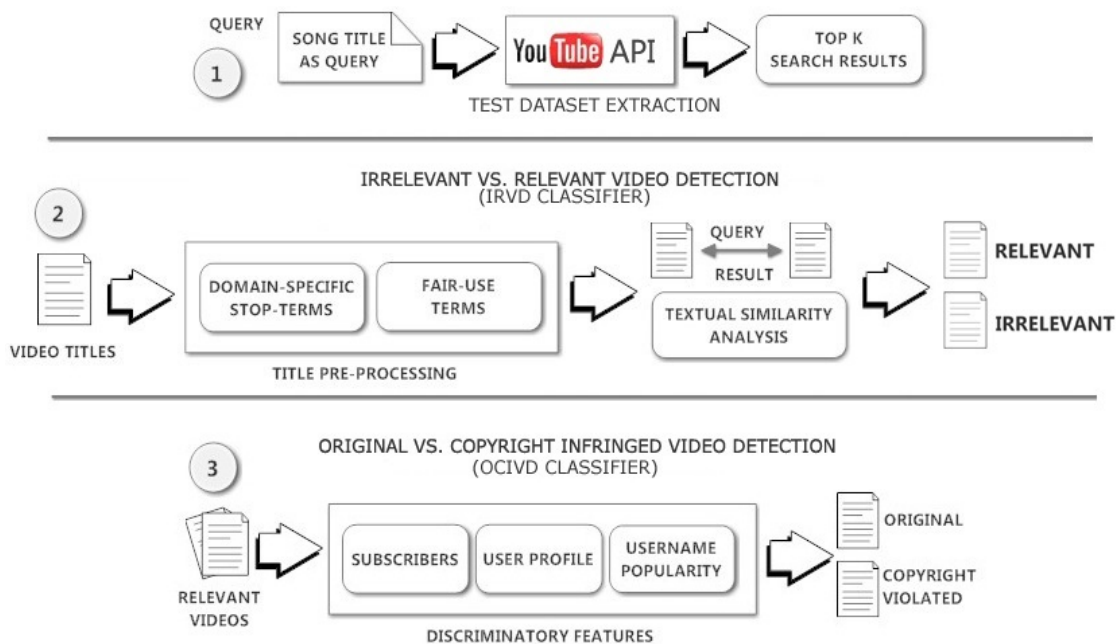 QUERY
1
SONG TITLE
AS QUERY
YouTube API
TOP K
SEARCH RESULTS
TEST DATASET EXTRACTION
IRRELEVANT VS. RELEVANT VIDEO DETECTION
(IRVD CLASSIFIER)
2
VIDEO TITLES
DOMAIN-SPECIFIC
STOP-TERMS
FAIR-USE
TERMS
TITLE PRE-PROCESSING
QUERY
RESULT
TEXTUAL SIMILARITY
ANALYSIS
RELEVANT
IRRELEVANT
ORIGINAL VS. COPYRIGHT INFRINGED VIDEO DETECTION
(OCIVD CLASSIFIER)
3
RELEVANT
VIDEOS
SUBSCRIBERS
USER PROFILE
USERNAME
POPULARITY
DISCRIMINATORY FEATURES
ORIGINAL
COPYRIGHT
VIOLATED